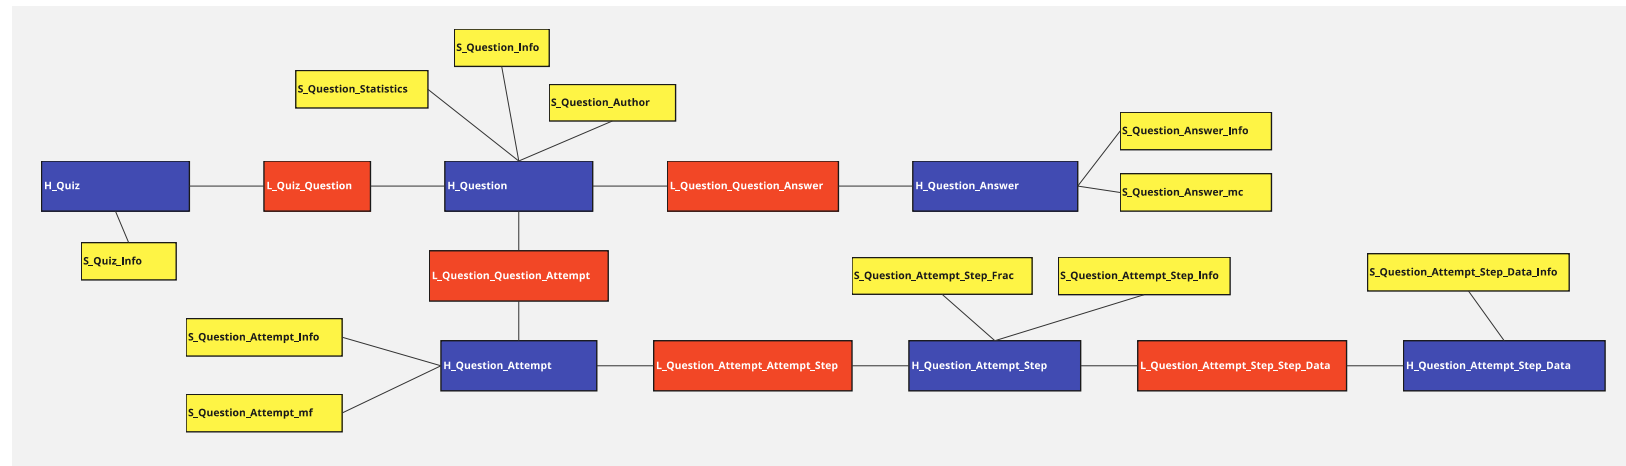 S_Question_Info
S_Question_Statistics
S_Question_Author
S_Question_Answer_Info
H_Quiz
L_Quiz_Question
H_Question
L_Question_Question_Answer
H_Question_Answer
S_Question_Answer_mc
S_Quiz_Info
L_Question_Question_Attempt
S_Question_Attempt_Step_Frac
S_Question_Attempt_Step_Info
S_Question_Attempt_Step_Data_Info
S_Question_Attempt_Info
H_Question_Attempt
L_Question_Attempt_Attempt_Step
H_Question_Attempt_Step
L_Question_Attempt_Step_Step_Data
H_Question_Attempt_Step_Data
S_Question_Attempt_mf